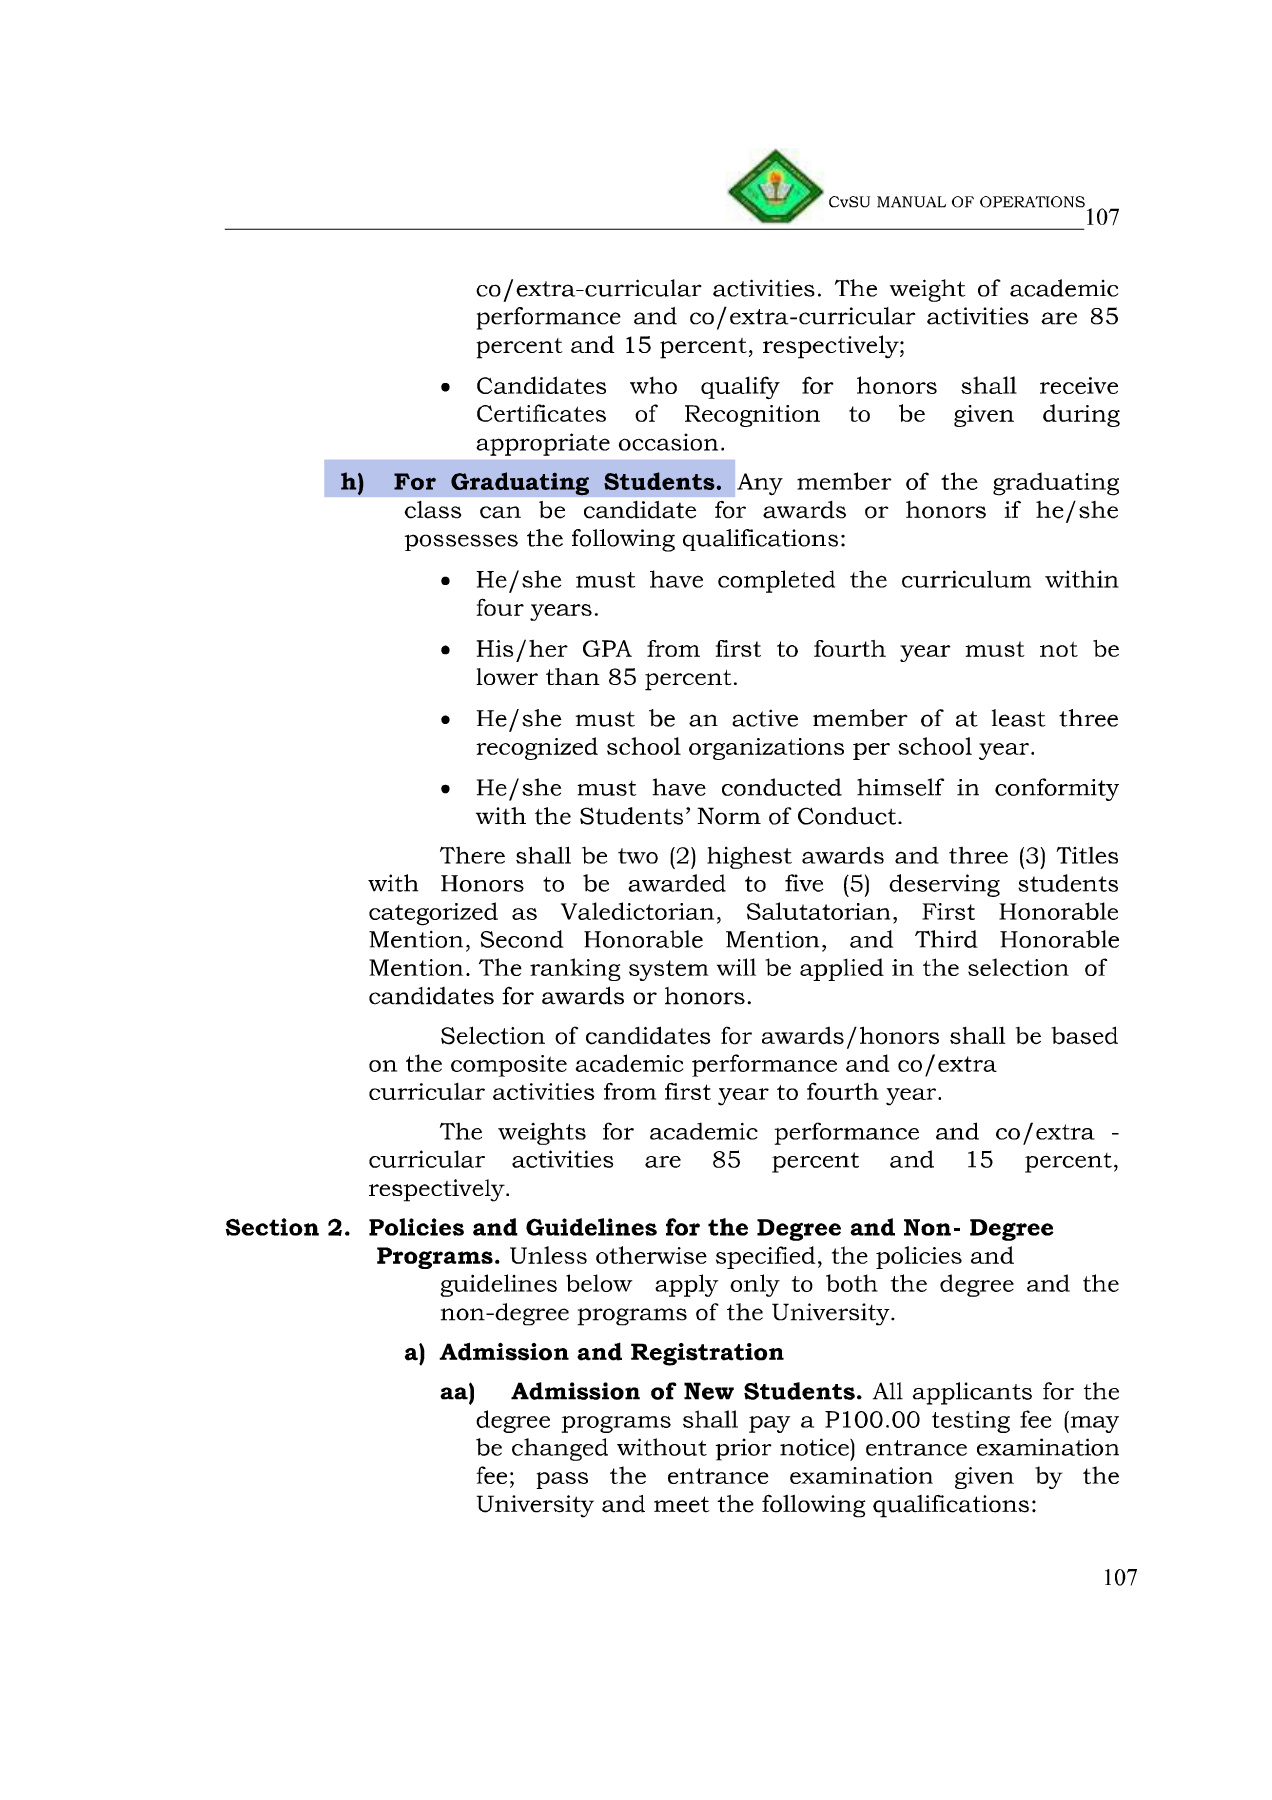 CvSU MANUAL OF OPERATIONS
107
co/extra-curricular activities. The weight of academic
performance and co/extra-curricular activities are 85
percent and 15 percent, respectively;
• Candidates who qualify for honors shall receive
Certificates of Recognition to be given during
appropriate occasion.
h) For Graduating Students. Any member of the graduating
class can be candidate for awards or honors if he/she
possesses the following qualifications:
• He/she must have completed the curriculum within
four years.
• His/her GPA from first to fourth year must not be
lower than 85 percent.
• He/she must be an active member of at least three
recognized school organizations per school year.
• He/she must have conducted himself in conformity
with the Students’ Norm of Conduct.
There shall be two (2) highest awards and three (3) Titles
with Honors to be awarded to five (5) deserving students
categorized as Valedictorian, Salutatorian, First Honorable
Mention, Second Honorable Mention, and Third Honorable
Mention. The ranking system will be applied in the selection of
candidates for awards or honors.
Selection of candidates for awards/honors shall be based
on the composite academic performance and co/extra
curricular activities from first year to fourth year.
The weights for academic performance and co/extra -
curricular activities are 85 percent and 15 percent,
respectively.
Section 2. Policies and Guidelines for the Degree and Non- Degree
Programs. Unless otherwise specified, the policies and
guidelines below apply only to both the degree and the
non-degree programs of the University.
a) Admission and Registration
aa) Admission of New Students. All applicants for the
degree programs shall pay a P100.00 testing fee (may
be changed without prior notice) entrance examination
fee; pass the entrance examination given by the
University and meet the following qualifications:
107